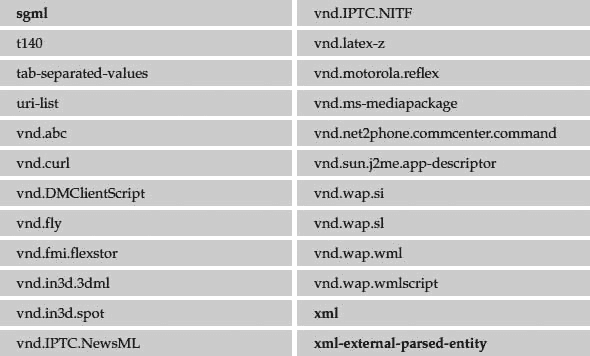 sgml
t140
tab-separated-values
uri-list
vnd.abc
vnd.curl
vnd.DMClientScript
vnd.fly
vnd.fmi.flexstor
vnd.in3d.3dml
vnd.in3d.spot
vnd.IPTC.NewsML
vnd.IPTC.NITF
vnd.latex-z
vnd.motorola.reflex
vnd.ms-mediapackage
vnd.net2phone.commcenter.command
vnd.sun.j2me.app-descriptor
vnd.wap.si
vnd.wap.sl
vnd.wap.wml
vnd.wap.wmlscript
xml
xml-external-parsed-entity